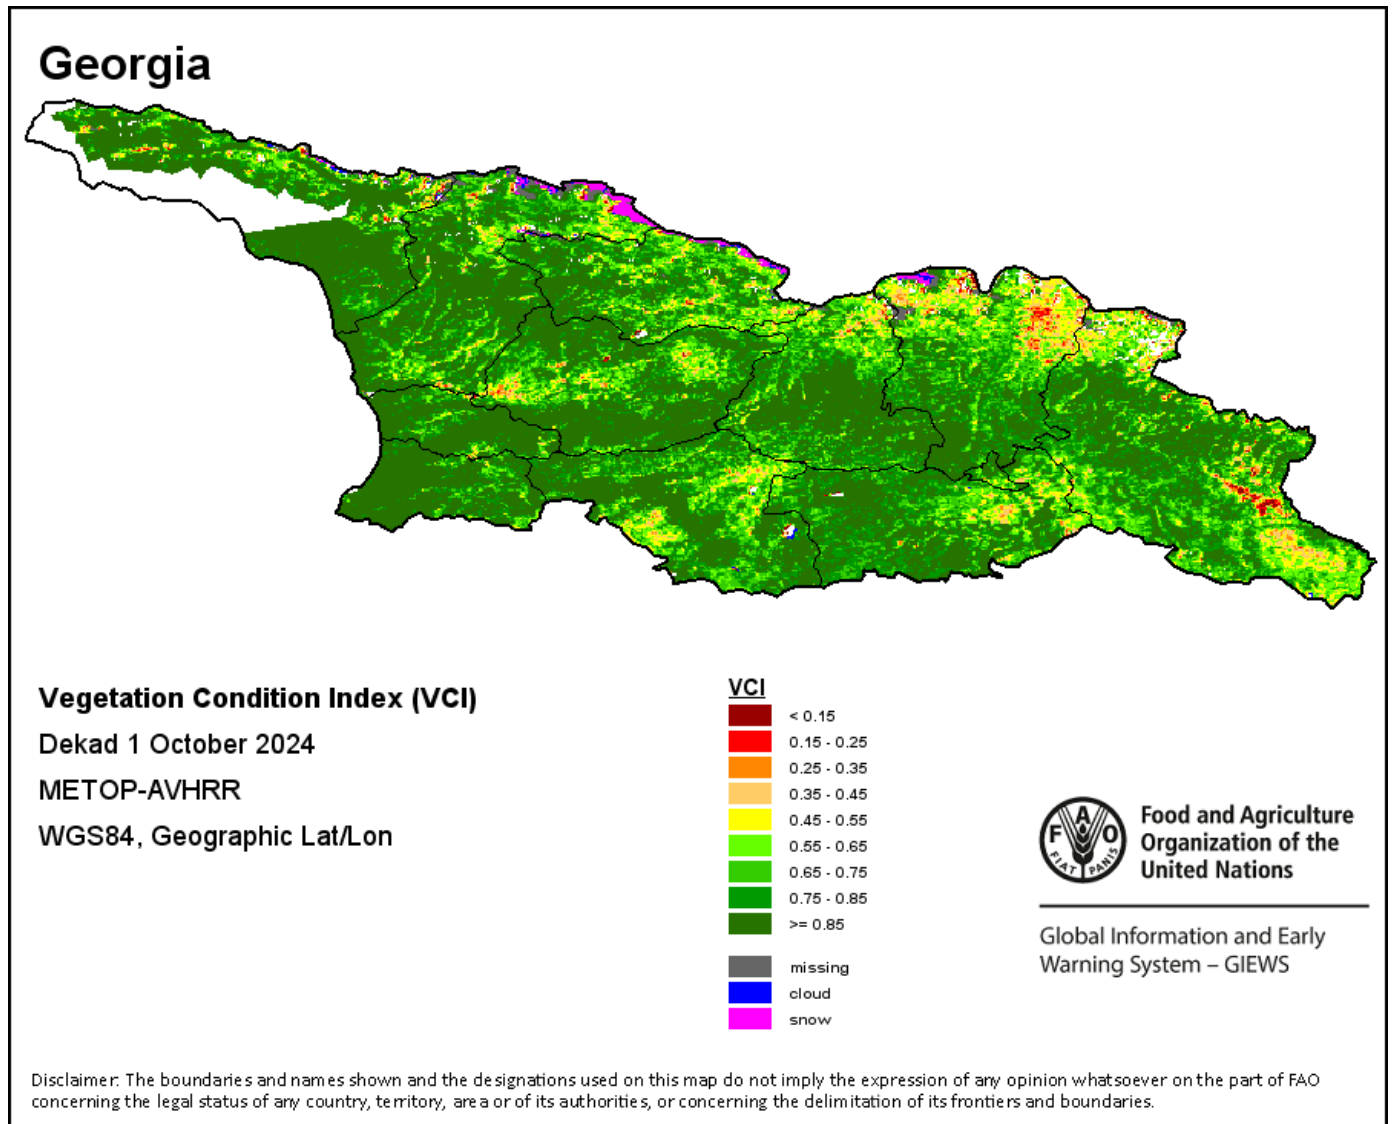 Georgia
Vegetation Condition Index (VCI)
Dekad 1 October 2024
METOP-AVHRR
WGS84, Geographic Lat/Lon
VCI
< 0.15
0.15 - 0.25
0.25 - 0.35
0.35 - 0.45
0.45 - 0.55
0.55 - 0.65
0.65 - 0.75
0.75 - 0.85
>= 0.85
missing
cloud
snow
F A O
FIAT PANIS
Food and Agriculture
Organization of the
United Nations
Global Information and Early
Warning System – GIEWS
Disclaimer: The boundaries and names shown and the designations used on this map do not imply the expression of any opinion whatsoever on the part of FAO
concerning the legal status of any country, territory, area or of its authorities, or concerning the delimitation of its frontiers and boundaries.